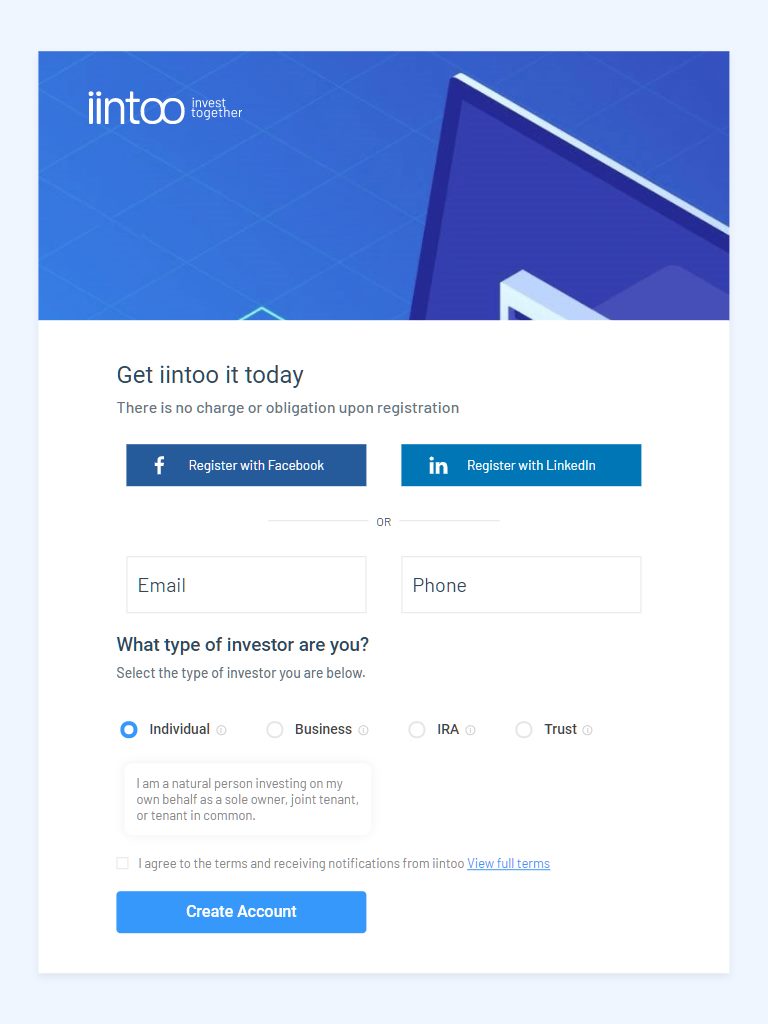 iintoo invest
together
Get iintoo it today
There is no charge or obligation upon registration
Register with Facebook
in Register with LinkedIn
OR
Email
Phone
What type of investor are you?
Select the type of investor you are below.
Individual
Business
IRA
Trust
I am a natural person investing on my
own behalf as a sole owner, joint tenant,
or tenant in common.
I agree to the terms and receiving notifications from iintoo View full terms
Create Account